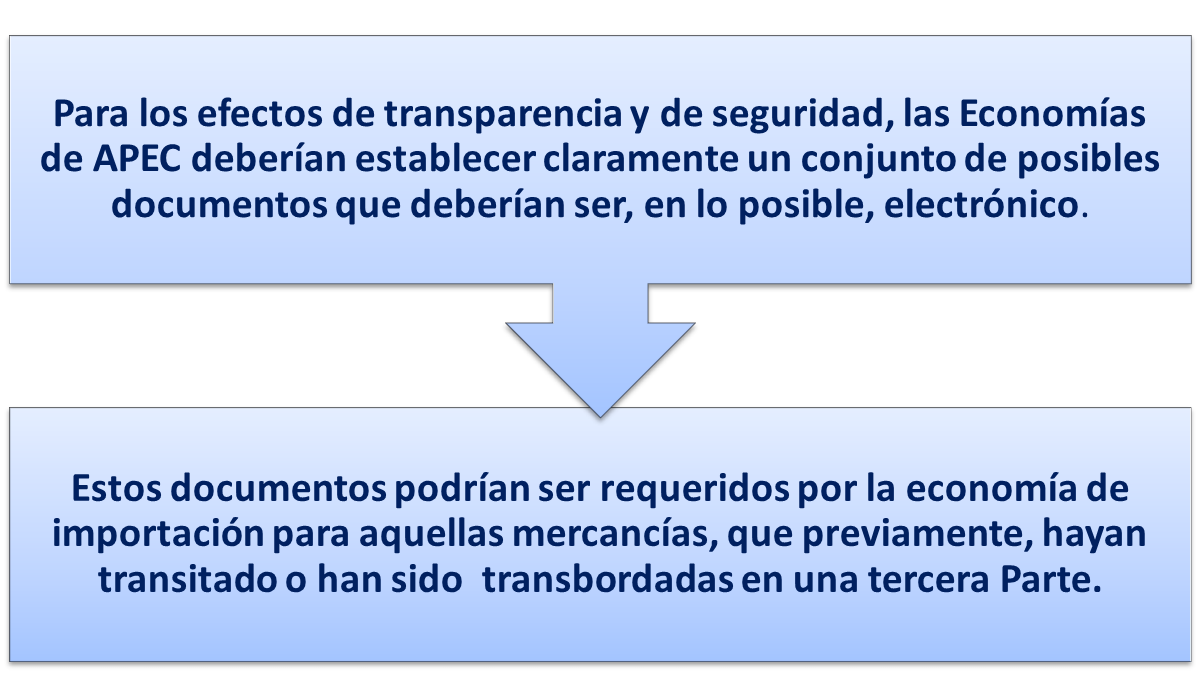 Para los efectos de transparencia y de seguridad, las Economías
de APEC deberían establecer claramente un conjunto de posibles
documentos que deberían ser, en lo posible, electrónico.
Estos documentos podrían ser requeridos por la economía de
importación para aquellas mercancías, que previamente, hayan
transitado o han sido  transbordadas en una tercera Parte.